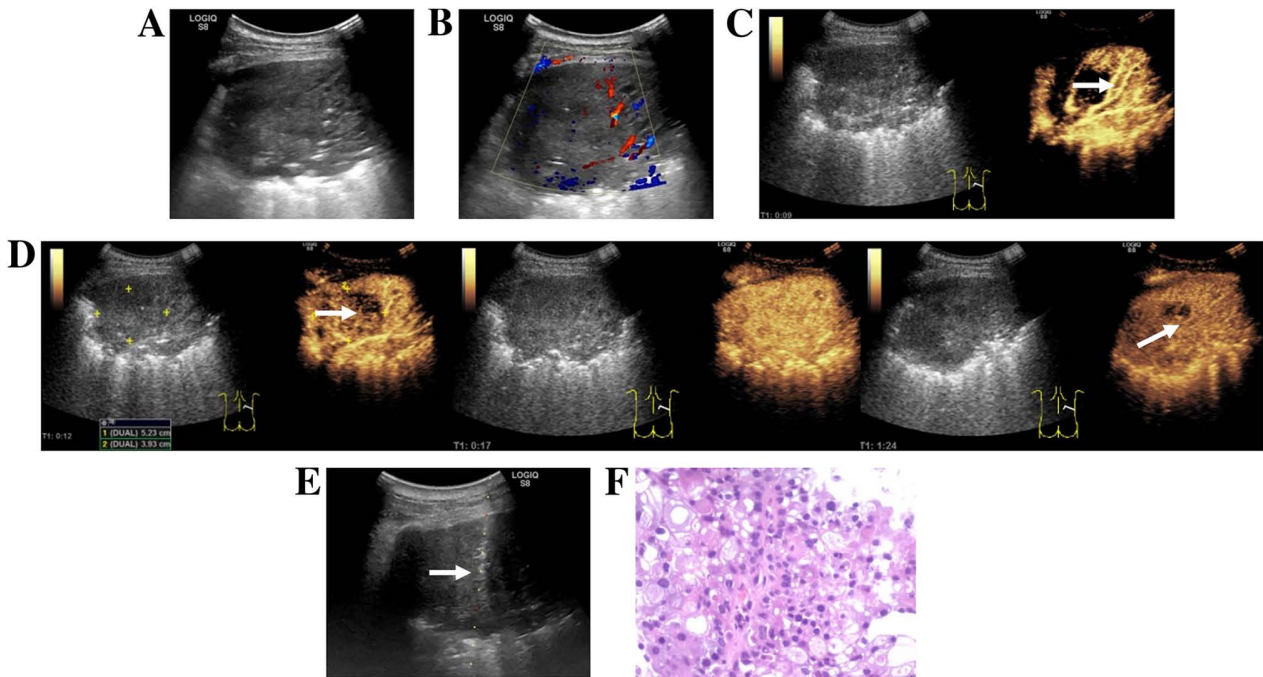 A
LOGIQ
S8
B
LOGIQ
S8
C
LOGIQ
S8
T1: 0:09
D
LOGIQ
S8
T1: 0:12
1 (DUAL) 5.23 cm
2 (DUAL) 3.93 cm
LOGIQ
S8
T1: 0:17
LOGIQ
S8
T1: 1:24
E
LOGIQ
S8
F